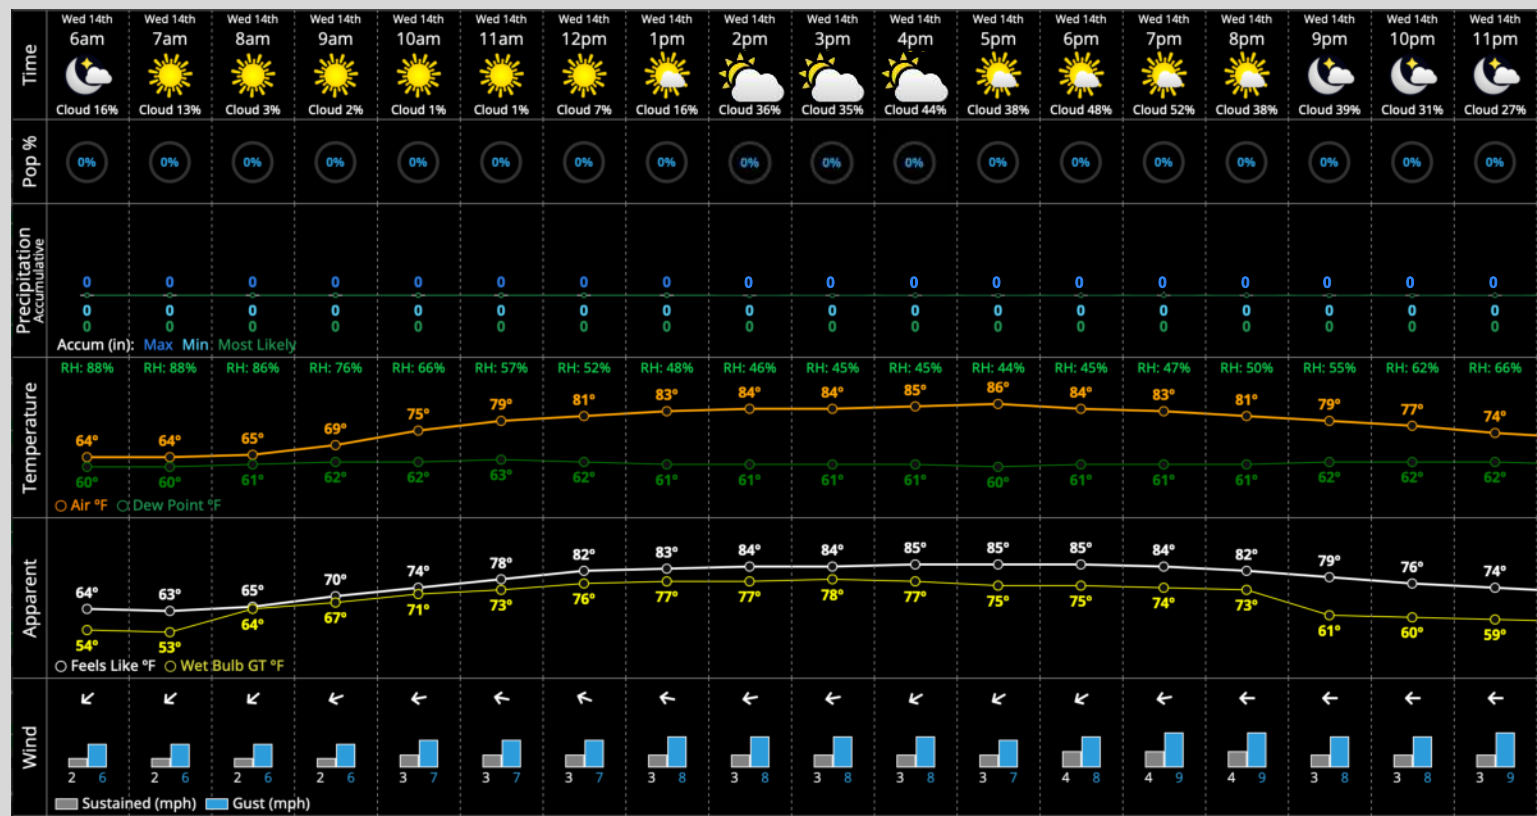 Time
Wed 14th Wed 14th Wed 14th Wed 14th Wed 14th Wed 14th Wed 14th Wed 14th Wed 14th Wed 14th Wed 14th Wed 14th Wed 14th Wed 14th Wed 14th Wed 14th Wed 14th Wed 14th
6am 7am 8am 9am 10am 11am 12pm 1pm 2pm 3pm 4pm 5pm 6pm 7pm 8pm 9pm 10pm 11pm
Cloud 16% Cloud 13% Cloud 3% Cloud 2% Cloud 1% Cloud 1% Cloud 7% Cloud 16% Cloud 36% Cloud 35% Cloud 44% Cloud 38% Cloud 48% Cloud 52% Cloud 38% Cloud 39% Cloud 31% Cloud 27%
Pop %
0% 0% 0% 0% 0% 0% 0% 0% 0% 0% 0% 0% 0% 0% 0% 0% 0% 0%
Precipitation
Accumulative
0 0 0 0 0 0 0 0 0 0 0 0 0 0 0 0 0 0
0 0 0 0 0 0 0 0 0 0 0 0 0 0 0 0 0 0
0 0 0 0 0 0 0 0 0 0 0 0 0 0 0 0 0 0
Accum (in): Max Min Most Likely
Temperature
RH: 88% RH: 88% RH: 86% RH: 76% RH: 66% RH: 57% RH: 52% RH: 48% RH: 46% RH: 45% RH: 45% RH: 44% RH: 45% RH: 47% RH: 50% RH: 55% RH: 62% RH: 66%
64° 64° 65° 69° 75° 79° 81° 83° 84° 84° 85° 86° 84° 83° 81° 79° 77° 74°
60° 60° 61° 62° 62° 63° 62° 61° 61° 61° 61° 60° 61° 61° 61° 62° 62° 62°
Air °F Dew Point °F
Apparent
64° 63° 65° 70° 74° 78° 82° 83° 84° 84° 85° 85° 85° 84° 82° 79° 76° 74°
54° 53° 64° 67° 71° 73° 76° 77° 77° 78° 77° 75° 75° 74° 73° 61° 60° 59°
Feels Like °F Wet Bulb GT °F
Wind
2 6 2 6 2 6 2 6 3 7 3 7 3 7 3 8 3 8 3 8 3 8 3 7 4 8 4 9 4 9 3 8 3 8 3 9
Sustained (mph) Gust (mph)